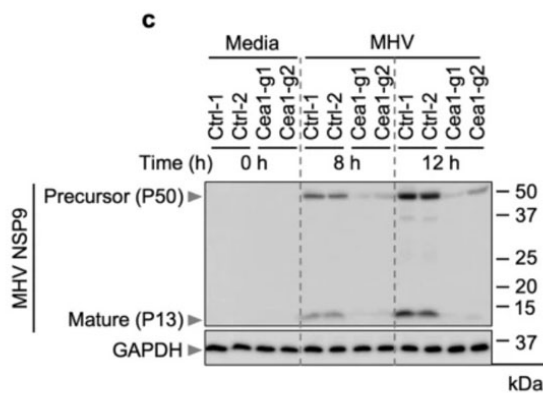 c
Media MHV
Ctrl-1 Ctrl-2 Cea1-g1 Cea1-g2 Ctrl-1 Ctrl-2 Cea1-g1 Cea1-g2 Ctrl-1 Ctrl-2 Cea1-g1 Cea1-g2
Time (h) 0 h 8 h 12 h
MHV NSP9
Precursor (P50) 50
37
25
20
15
Mature (P13)
GAPDH 37
kDa